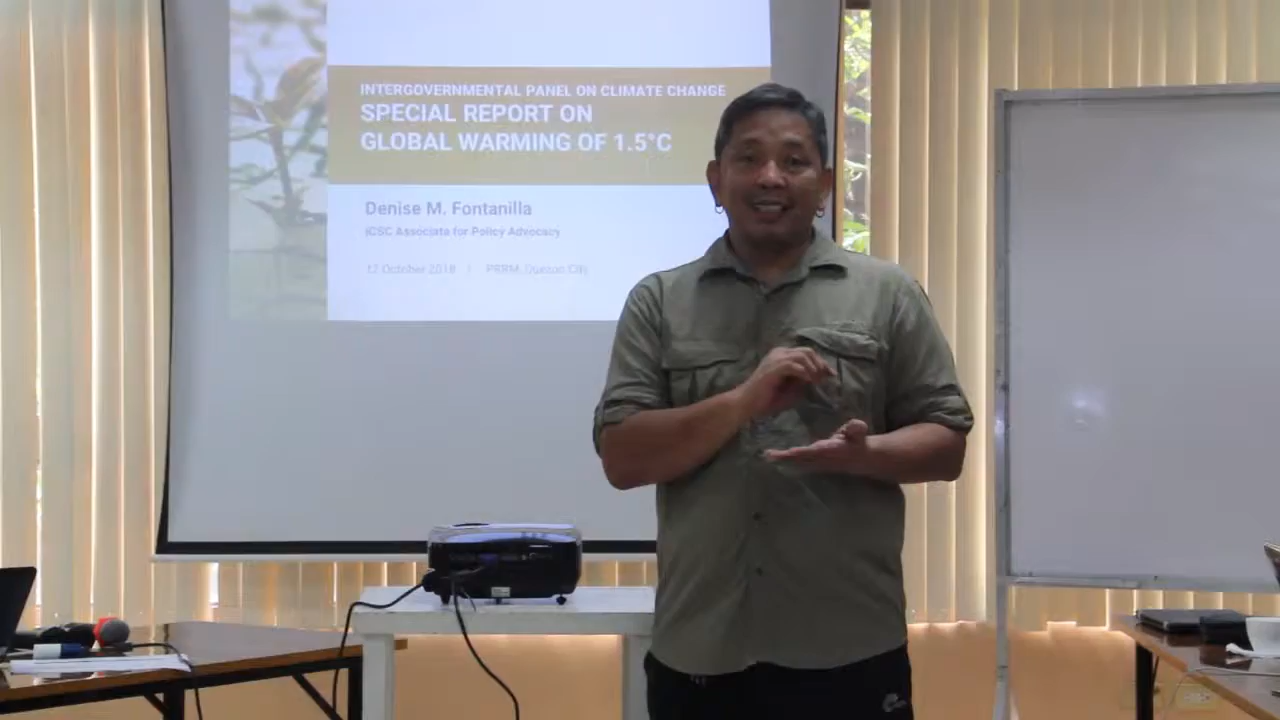 INTERGOVERNMENTAL PANEL ON CLIMATE CHANGE
SPECIAL REPORT ON
GLOBAL WARMING OF 1.5°C
Denise M. Fontanilla
iCSC Associate for Policy Advocacy
12 October 2018 | PRRM, Quezon City